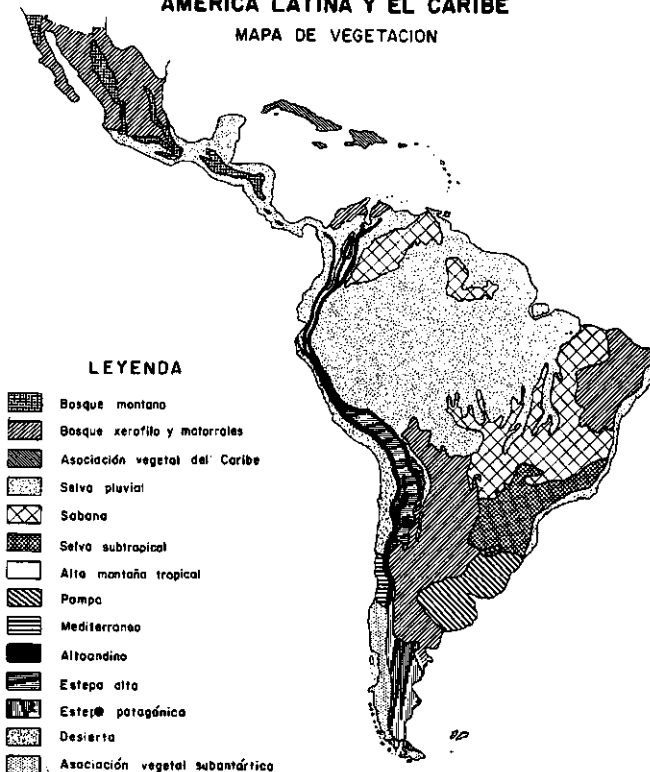 AMERICA LATINA Y EL CARIBE
MAPA DE VEGETACION
LEYENDA
Bosque montano
Bosque xerofilo y matorrales
Asociación vegetal del Caribe
Selva pluvial
Sabana
Selva subtropical
Alta montaña tropical
Pampa
Mediterraneo
Altoandino
Estepa alta
Estepa patagónica
Desierto
Asociación vegetal subantártica